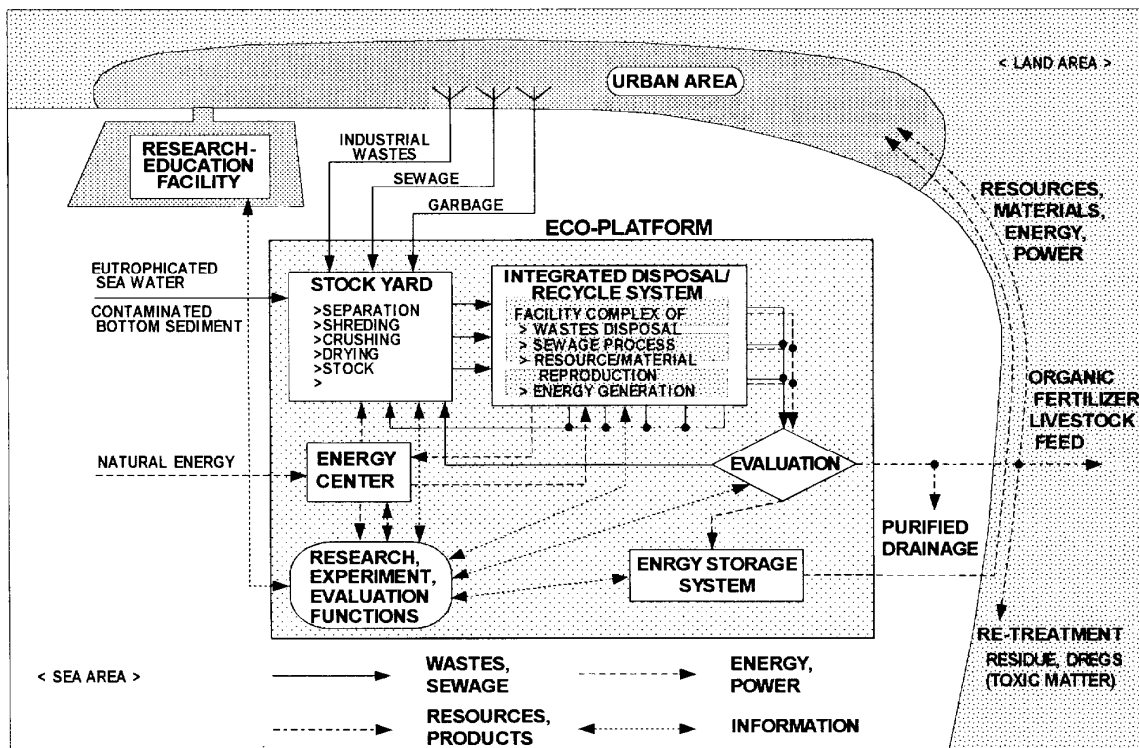 < LAND AREA >
URBAN AREA
RESEARCH-
EDUCATION
FACILITY
INDUSTRIAL
WASTES
SEWAGE
GARBAGE
RESOURCES,
MATERIALS,
ENERGY,
POWER
ECO-PLATFORM
EUTROPHICATED
SEA WATER
CONTAMINATED
BOTTOM SEDIMENT
STOCK YARD
>SEPARATION
>SHREDING
>CRUSHING
>DRYING
>STOCK
>
INTEGRATED DISPOSAL/
RECYCLE SYSTEM
FACILITY COMPLEX OF
> WASTES DISPOSAL
> SEWAGE PROCESS
> RESOURCE/MATERIAL
REPRODUCTION
> ENERGY GENERATION
ORGANIC
FERTILIZER
LIVESTOCK
FEED
NATURAL ENERGY
ENERGY
CENTER
EVALUATION
PURIFIED
DRAINAGE
RESEARCH,
EXPERIMENT,
EVALUATION
FUNCTIONS
ENRGY STORAGE
SYSTEM
RE-TREATMENT
RESIDUE, DREGS
(TOXIC MATTER)
< SEA AREA >
WASTES,
SEWAGE
ENERGY,
POWER
RESOURCES,
PRODUCTS
INFORMATION